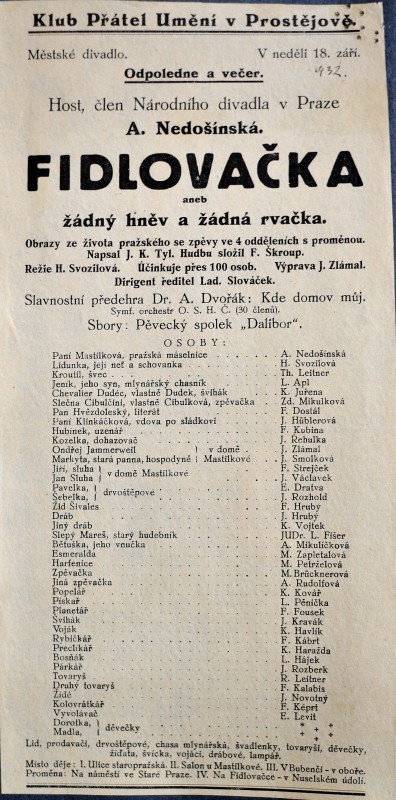 Klub Přátel Umění v Prostějově.
Městské divadlo. V neděli 18. září.
1932.
Odpoledne a večer.
Host, člen Národního divadla v Praze
A. Nedošínská.
FIDLOVAČKA
aneb
žádný hněv a žádná rvačka.
Obrazy ze života pražského se zpěvy ve 4 odděleních s proměnou.
Napsal J. K. Tyl. Hudbu složil F. Škroup.
Režie H. Svozilová. Účinkuje přes 100 osob. Výprava J. Zlámal.
Dirigent ředitel Lad. Slováček.
Slavnostní předehra Dr. A. Dvořák: Kde domov můj.
Symf. orchestr O. S. H. Č. (30 členů).
Sbory: Pěvecký spolek „Dalibor“.
OSOBY:
Paní Mastílková, pražská máselnice A. Nedošínská
Lidunka, její neť a schovanka H. Svozilová
Kroutil, švec Th. Leitner
Jeník, jeho syn, mlynářský chasník L. Apl
Chevalier Dudéc, vlastně Dudek, švihák K. Juřena
Slečna Cibulčíni, vlastně Cibulková, zpěvačka Zd. Mikulková
Pan Hvězdoleský, literát F. Dostál
Paní Klinkáčková, vdova po sládkovi J. Hüblerová
Hubínek, uzenář F. Kubina
Kozelka, dohazovač J. Řehulka
Ondřej Jammerweil } v domě J. Zlámal
Markyta, stará panna, hospodyně } Mastílkové J. Smolková
Jiří, sluha } v domě Mastílkové F. Strejček
Jan Sluha J. Václavek
Pavelka, } drvoštěpové E. Dratva
Šebelka, J. Rozhold
Žid Šivales F. Hrubý
Dráb J. Hrubý
Jiný dráb K. Vojtek
Slepý Mareš, starý hudebník JUDr. L. Fišer
Bětuška, jeho vnučka A. Mikulíčková
Esmeralda M. Zapletalová
Harfenice M. Petrželová
Zpěvačka M.Brücknerová
Jiná zpěvačka A. Rudolfová
Popelář K. Kovář
Pískař L. Pěnička
Planetář F. Fousek
Švihák J. Kravák
Voják K. Havlík
Rybičkář F. Kábrt
Preclíkář K. Haražda
Bosňák L. Hájek
Párkář J. Rozberk
Tovaryš R. Leitner
Druhý tovaryš F. Kalabis
Židé J. Novotný
Kolovrátkář F. Képrt
Vyvolávač E. Levit
Dorotka, } děvečky * * *
Madla, * * *
Lid, prodavači, drvoštěpové, chasa mlynářská, švadlenky, tovaryši, děvečky,
žid'ata, švícka, vojáci, drábové, lampář.
Místo děje: I. Ulice staropražská. II. Salon u Mastílkové. III. V Bubenči - v oboře.
Proměna: Na náměstí ve Staré Praze. IV. Na Fidlovačce - v Nuselském údolí.